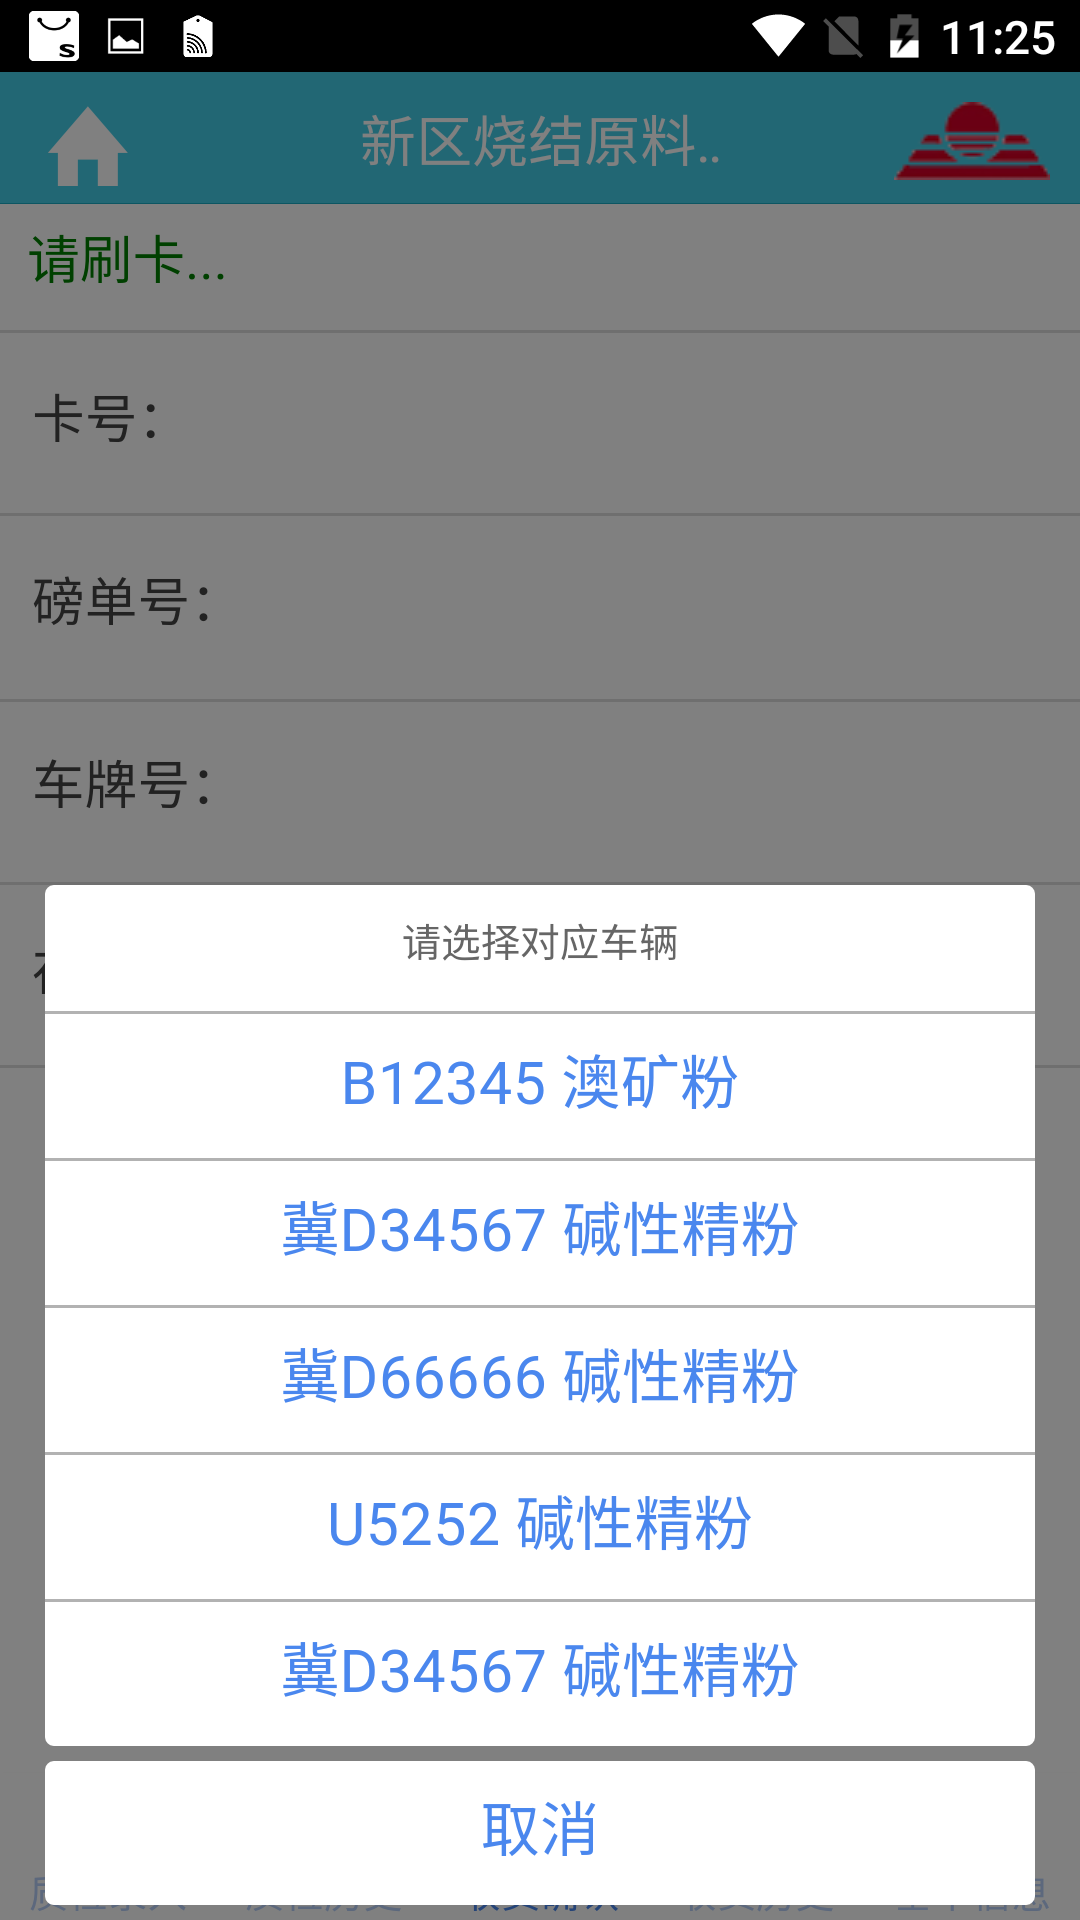 11:25
新区烧结原料..
请刷卡...
卡号：
磅单号：
车牌号：
请选择对应车辆
B12345 澳矿粉
冀D34567 碱性精粉
冀D66666 碱性精粉
U5252 碱性精粉
冀D34567 碱性精粉
取消